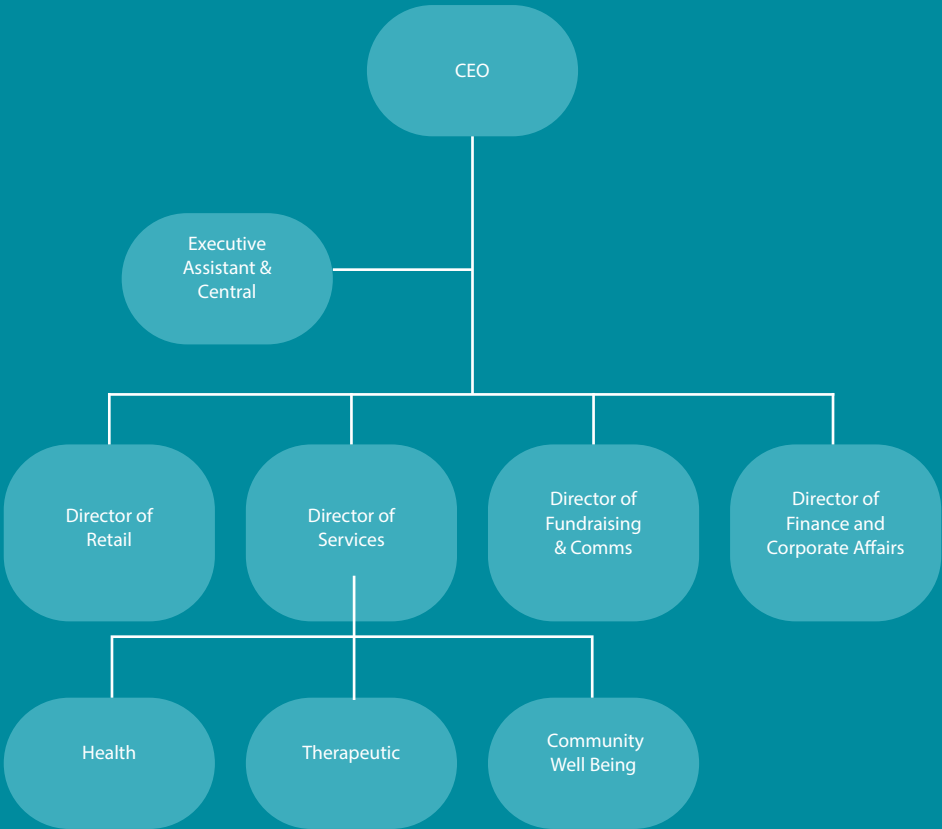 CEO
Executive
Assistant &
Central
Director of
Retail
Director of
Services
Director of
Fundraising
& Comms
Director of
Finance and
Corporate Affairs
Health
Therapeutic
Community
Well Being